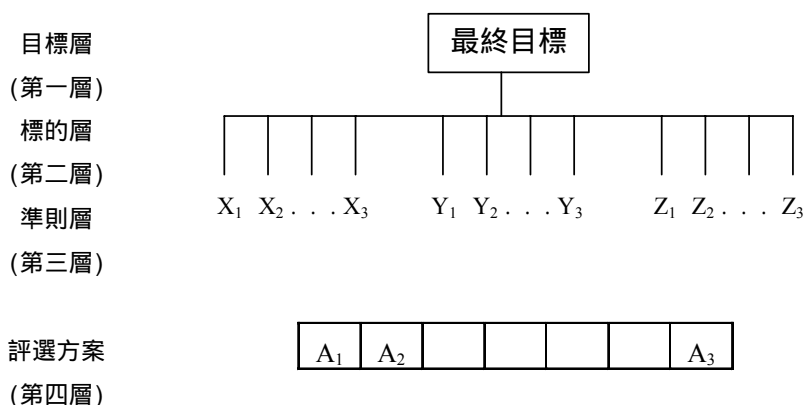 目標層
最終目標
(第一層)
標的層
(第二層)
X₁ X₂ . . . X₃ Y₁ Y₂ . . . Y₃ Z₁ Z₂ . . . Z₃
準則層
(第三層)
評選方案
A₁ A₂ A₃
(第四層)